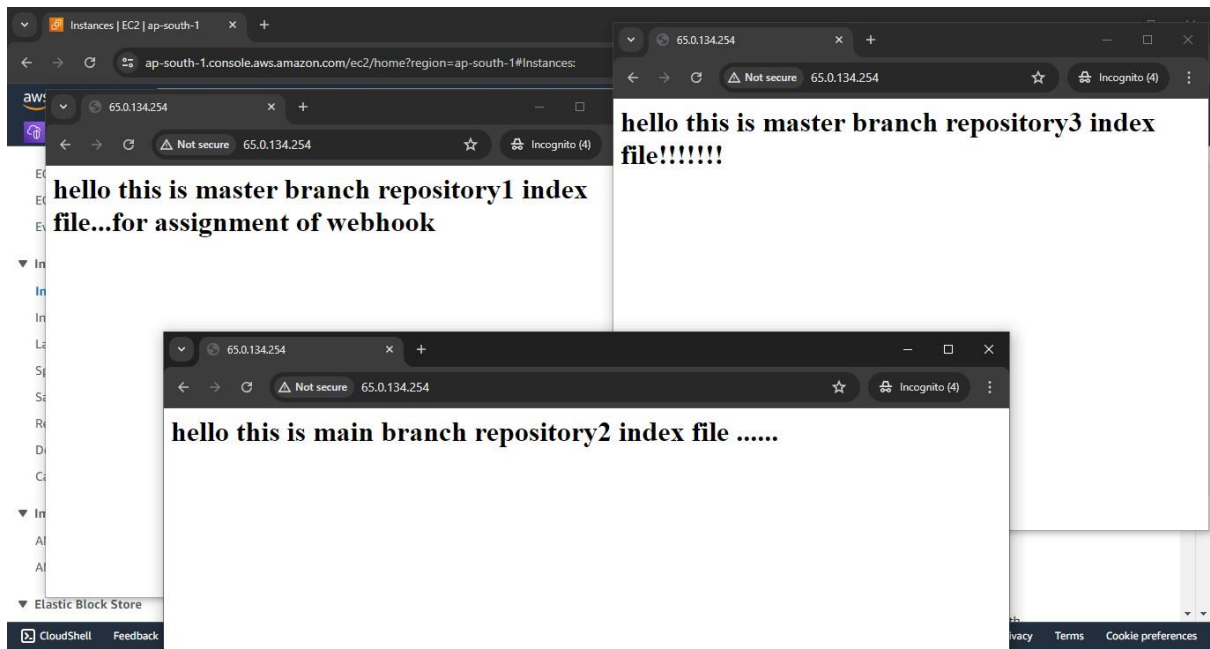 Instances | EC2 | ap-south-1
ap-south-1.console.aws.amazon.com/ec2/home?region=ap-south-1#Instances:
65.0.134.254
Not secure 65.0.134.254 Incognito (4)
hello this is master branch repository3 index
file!!!!!!!
aws
65.0.134.254
Not secure 65.0.134.254 Incognito (4)
hello this is master branch repository1 index
file...for assignment of webhook
65.0.134.254
Not secure 65.0.134.254 Incognito (4)
hello this is main branch repository2 index file ......
Elastic Block Store
CloudShell Feedback Terms Cookie preferences